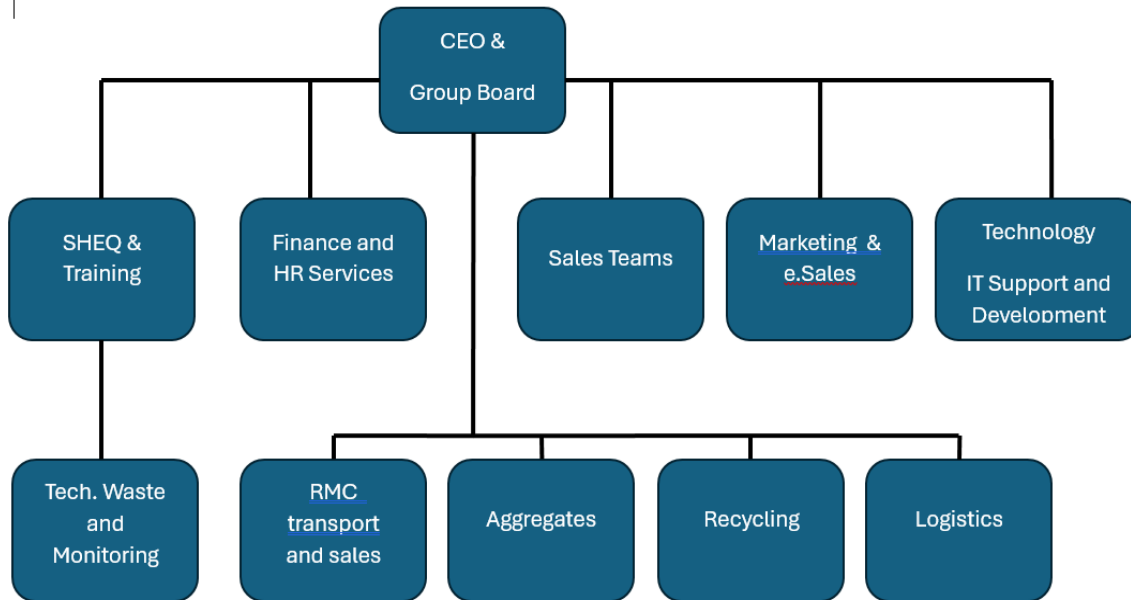 CEO &
Group Board
SHEQ &
Training
Finance and
HR Services
Sales Teams
Marketing &
e.Sales
Technology
IT Support and
Development
Tech. Waste
and
Monitoring
RMC
transport
and sales
Aggregates
Recycling
Logistics